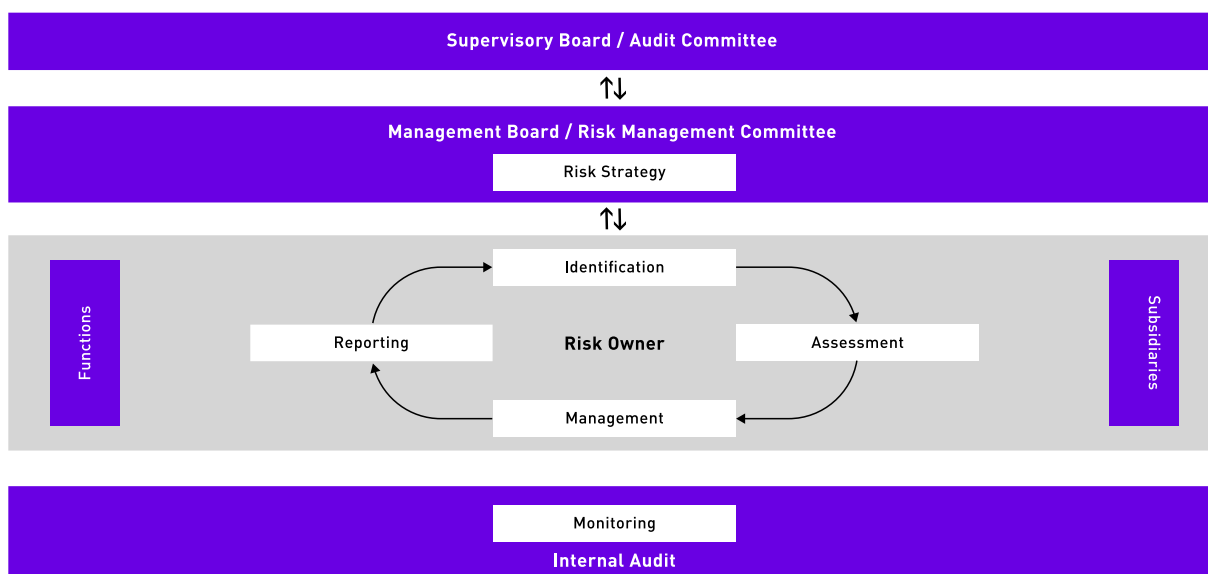 Supervisory Board / Audit Committee
Management Board / Risk Management Committee
Risk Strategy
Functions
Identification
Reporting
Risk Owner
Assessment
Management
Subsidiaries
Monitoring
Internal Audit